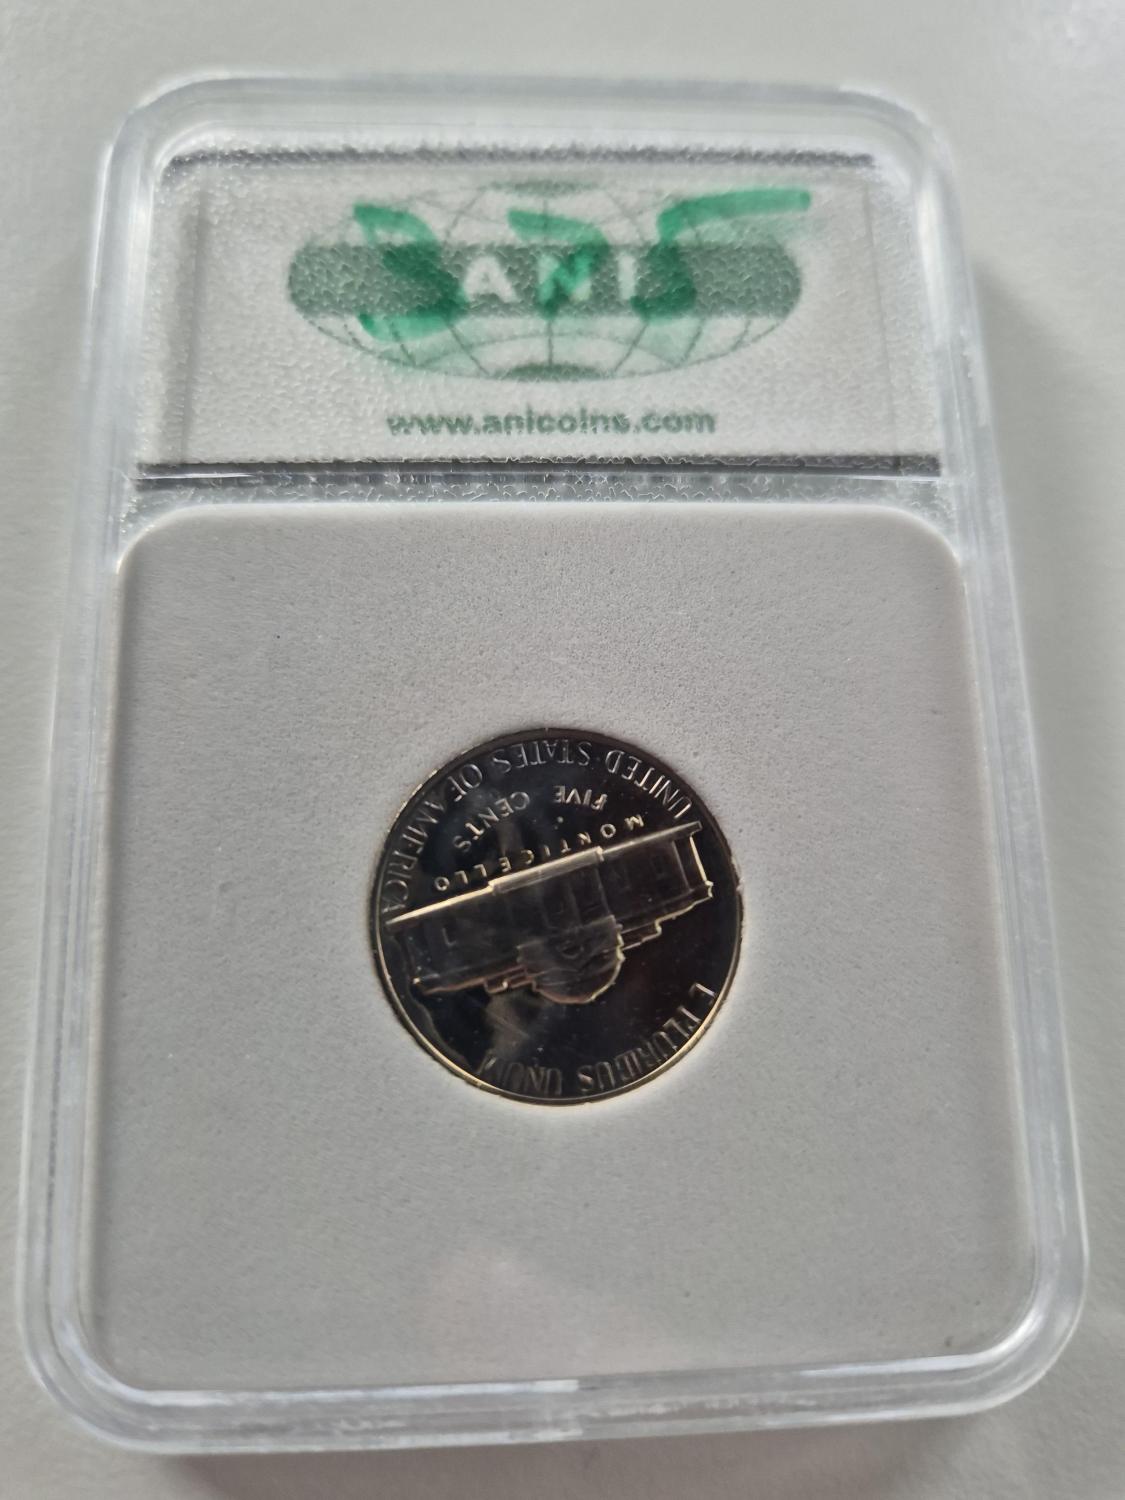 ANI
www.anicoins.com
UNITED STATES OF AMERICA
FIVE CENTS
MONTICELLO
E PLURIBUS UNUM